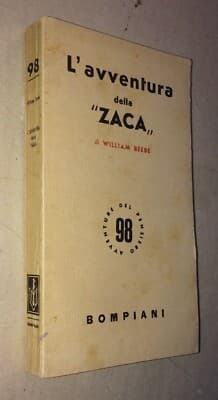 98
L'avventura
della
"ZACA„
di WILLIAM BEEBE
AVVENTURE DEL PENSIERO
98
BOMPIANI